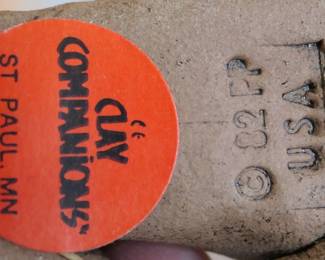 "CLAY
COMPANIONS"
ST PAUL, MN
© 82 FP
USA